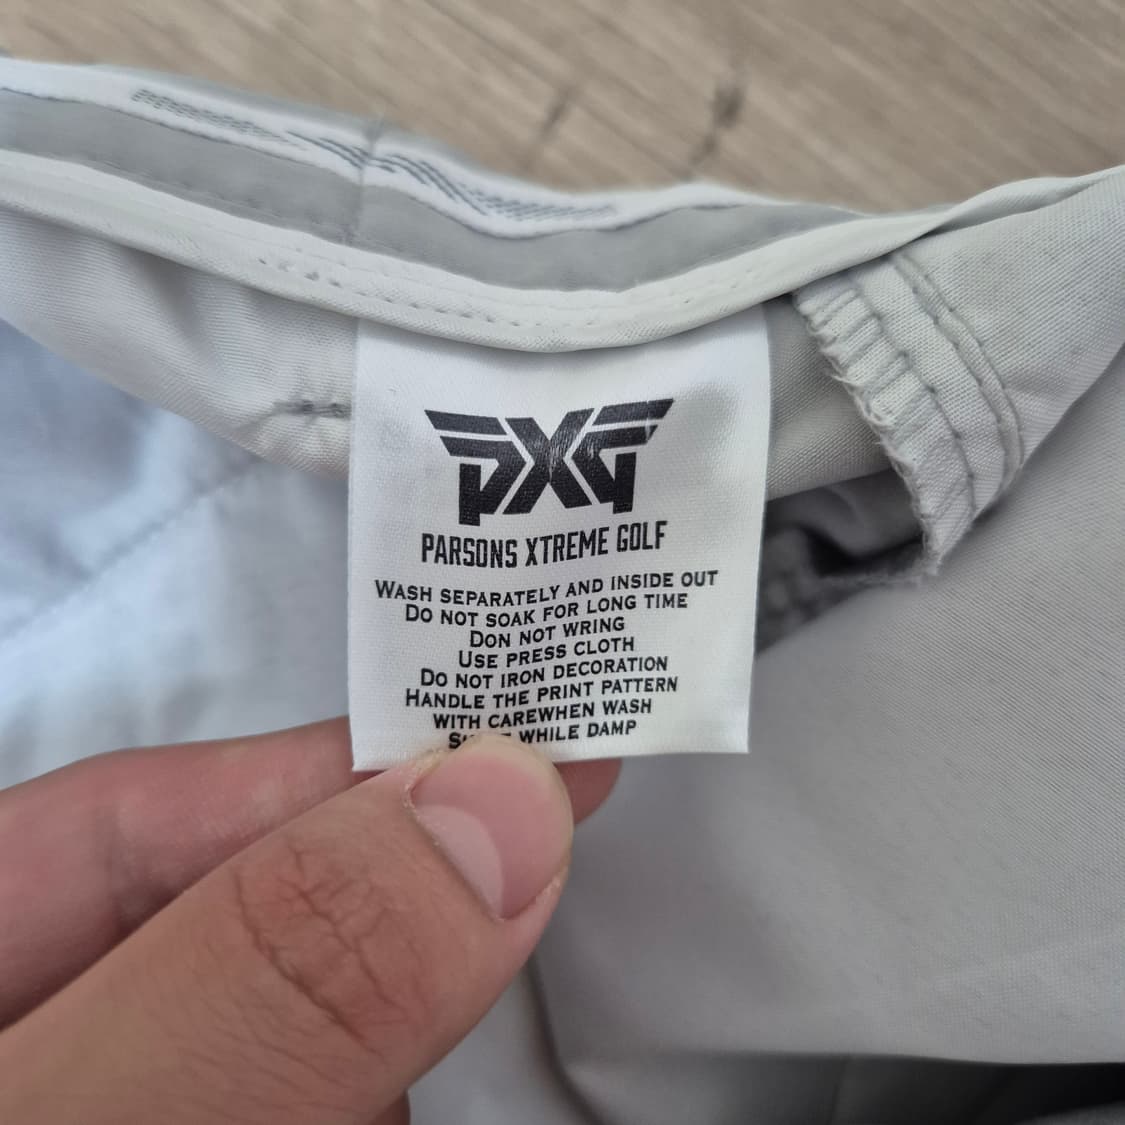 PXG
PARSONS XTREME GOLF
WASH SEPARATELY AND INSIDE OUT
DO NOT SOAK FOR LONG TIME
DON NOT WRING
USE PRESS CLOTH
DO NOT IRON DECORATION
HANDLE THE PRINT PATTERN
WITH CAREWHEN WASH
WHILE DAMP